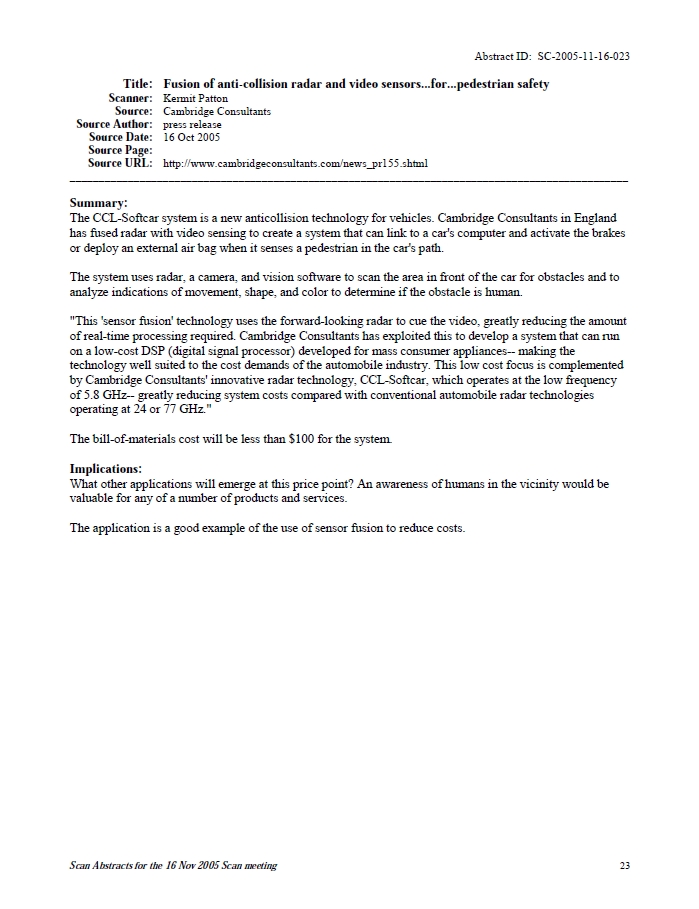 Abstract ID: SC-2005-11-16-023
Title: Fusion of anti-collision radar and video sensors...for...pedestrian safety
Scanner: Kermit Patton
Source: Cambridge Consultants
Source Author: press release
Source Date: 16 Oct 2005
Source Page:
Source URL: http://www.cambridgeconsultants.com/news_pr155.shtml
Summary:
The CCL-Softcar system is a new anticollision technology for vehicles. Cambridge Consultants in England
has fused radar with video sensing to create a system that can link to a car's computer and activate the brakes
or deploy an external air bag when it senses a pedestrian in the car's path.
The system uses radar, a camera, and vision software to scan the area in front of the car for obstacles and to
analyze indications of movement, shape, and color to determine if the obstacle is human.
"This 'sensor fusion' technology uses the forward-looking radar to cue the video, greatly reducing the amount
of real-time processing required. Cambridge Consultants has exploited this to develop a system that can run
on a low-cost DSP (digital signal processor) developed for mass consumer appliances-- making the
technology well suited to the cost demands of the automobile industry. This low cost focus is complemented
by Cambridge Consultants' innovative radar technology, CCL-Softcar, which operates at the low frequency
of 5.8 GHz-- greatly reducing system costs compared with conventional automobile radar technologies
operating at 24 or 77 GHz."
The bill-of-materials cost will be less than $100 for the system.
Implications:
What other applications will emerge at this price point? An awareness of humans in the vicinity would be
valuable for any of a number of products and services.
The application is a good example of the use of sensor fusion to reduce costs.
Scan Abstracts for the 16 Nov 2005 Scan meeting
23